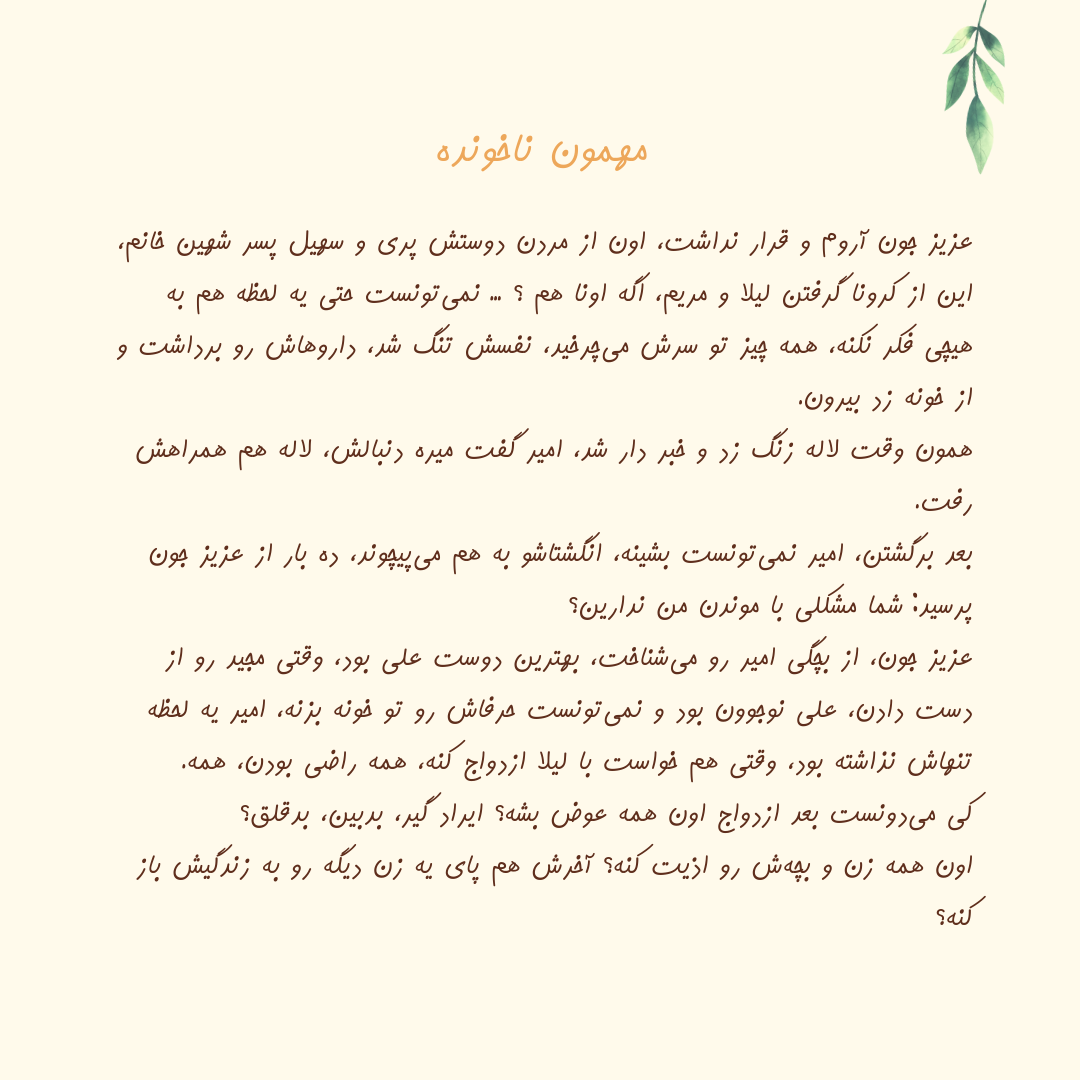 مهمون ناخونده
عزیز جون آروم و قرار نداشت، اون از مردن دوستش پری و سهیل پسر شهین خانم،
این از کرونا گرفتن لیلا و مریم، اگه اونا هم ؟ ... نمی‌تونست حتی یه لحظه هم به
هیچی فکر نکنه، همه چیز تو سرش می‌چرخید، نفسش تنگ شد، داروهاش رو برداشت و
از خونه زد بیرون.
همون وقت لاله زنگ زد و خبر دار شد، امیر گفت میره دنبالش، لاله هم همراهش
رفت.
بعد برگشتن، امیر نمی‌تونست بشینه، انگشتاشو به هم می‌پیچوند، ده بار از عزیز جون
پرسید: شما مشکلی با موندن من ندارین؟
عزیز جون، از بچگی امیر رو می‌شناخت، بهترین دوست علی بود، وقتی مجید رو از
دست دادن، علی نوجوون بود و نمی‌تونست حرفاش رو تو خونه بزنه، امیر یه لحظه
تنهاش نزاشته بود، وقتی هم خواست با لیلا ازدواج کنه، همه راضی بودن، همه.
کی می‌دونست بعد ازدواج اون همه عوض بشه؟ ایراد گیر، بدبین، بدقلق؟
اون همه زن و بچه‌ش رو اذیت کنه؟ آخرش هم پای یه زن دیگه رو به زندگیش باز
کنه؟